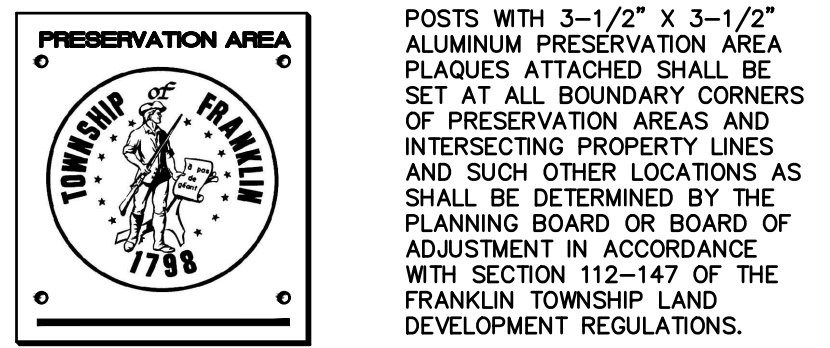 PRESERVATION AREA
TOWNSHIP of FRANKLIN
à pas
de
géant
1798
POSTS WITH 3-1/2" X 3-1/2"
ALUMINUM PRESERVATION AREA
PLAQUES ATTACHED SHALL BE
SET AT ALL BOUNDARY CORNERS
OF PRESERVATION AREAS AND
INTERSECTING PROPERTY LINES
AND SUCH OTHER LOCATIONS AS
SHALL BE DETERMINED BY THE
PLANNING BOARD OR BOARD OF
ADJUSTMENT IN ACCORDANCE
WITH SECTION 112-147 OF THE
FRANKLIN TOWNSHIP LAND
DEVELOPMENT REGULATIONS.